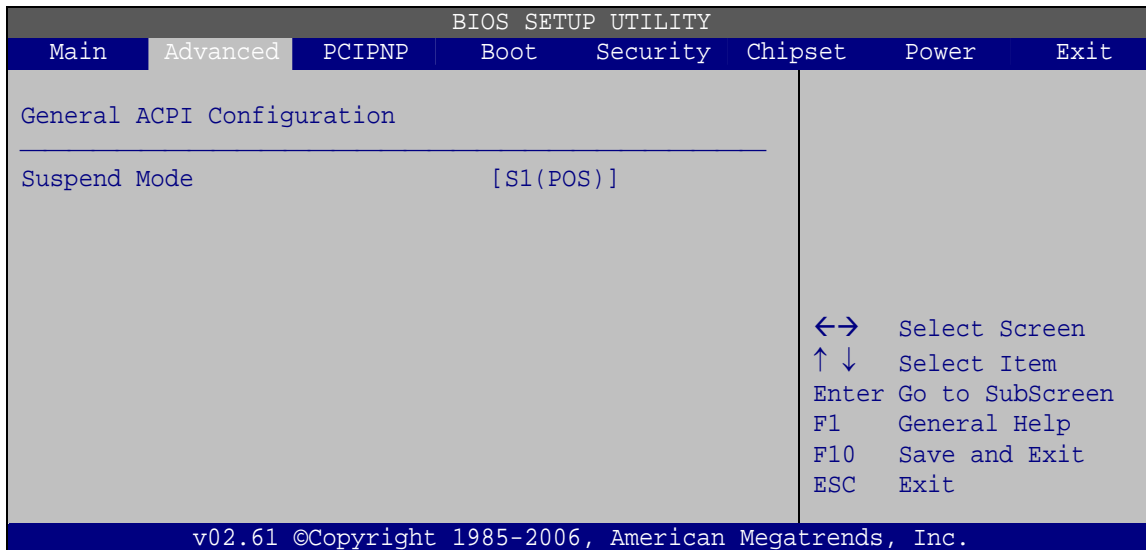 BIOS SETUP UTILITY
Main Advanced PCIPNP Boot Security Chipset Power Exit
General ACPI Configuration
Suspend Mode [S1(POS)]
←→ Select Screen
↑ ↓ Select Item
Enter Go to SubScreen
F1 General Help
F10 Save and Exit
ESC Exit
v02.61 ©Copyright 1985-2006, American Megatrends, Inc.